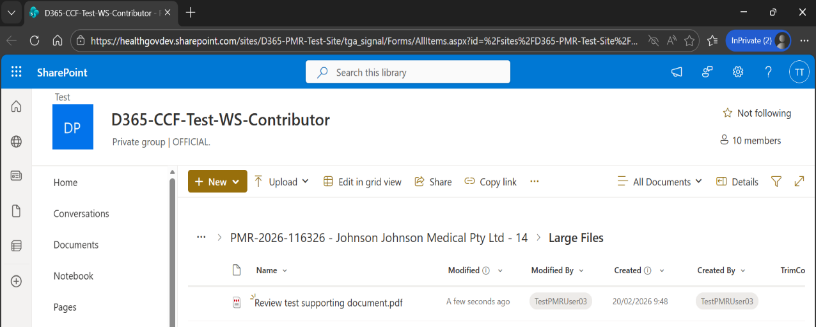 D365-CCF-Test-WS-Contributor -
https://healthgovdev.sharepoint.com/sites/D365-PMR-Test-Site/tga_signal/Forms/AllItems.aspx?id=%2Fsites%2FD365-PMR-Test-Site%2F...
InPrivate (2)
SharePoint
Search this library
TT
Test
DP
D365-CCF-Test-WS-Contributor
Private group | OFFICIAL.
Not following
10 members
Home
Conversations
Documents
Notebook
Pages
+ New
Upload
Edit in grid view
Share
Copy link
...
All Documents
Details
... > PMR-2026-116326 - Johnson Johnson Medical Pty Ltd - 14 > Large Files
Name Modified Modified By Created Created By TrimCo
Review test supporting document.pdf A few seconds ago TestPMRUser03 20/02/2026 9:48 TestPMRUser03